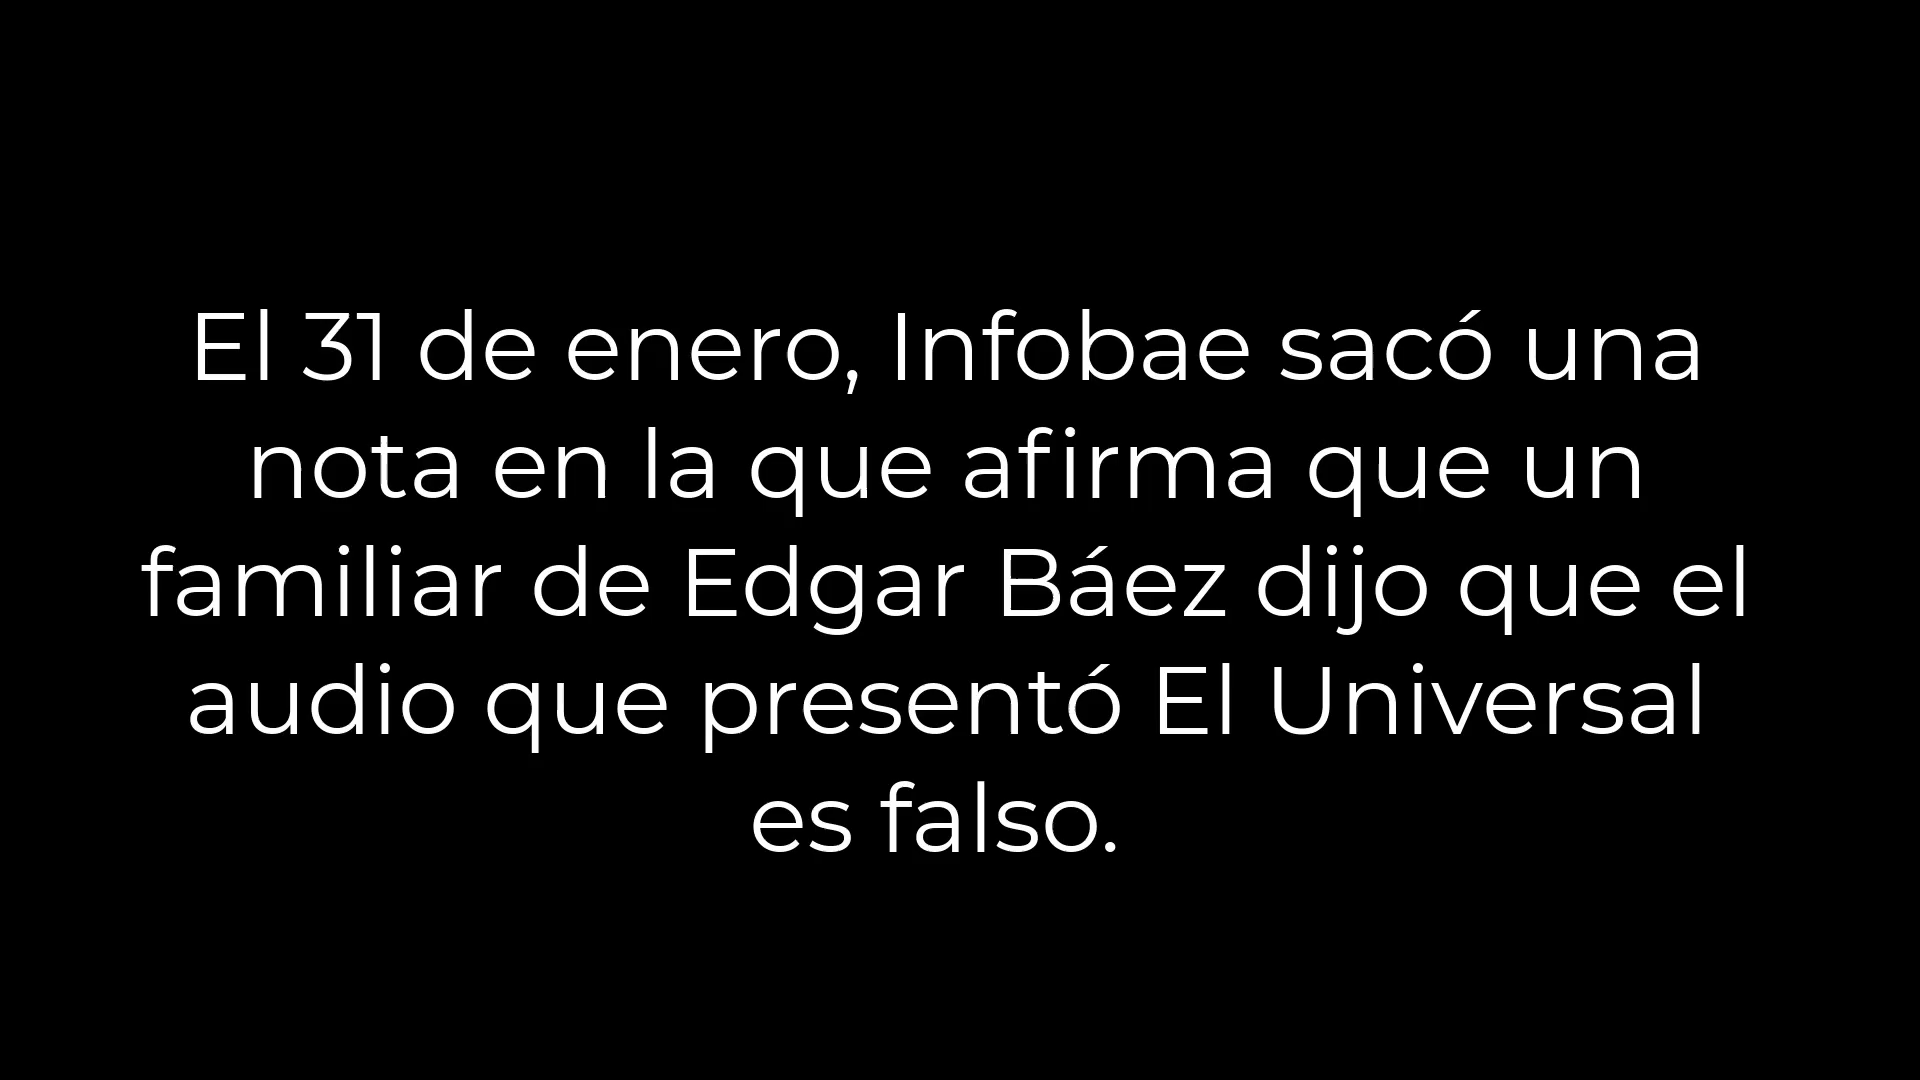 El 31 de enero, Infobae sacó una
nota en la que afirma que un
familiar de Edgar Báez dijo que el
audio que presentó El Universal
es falso.